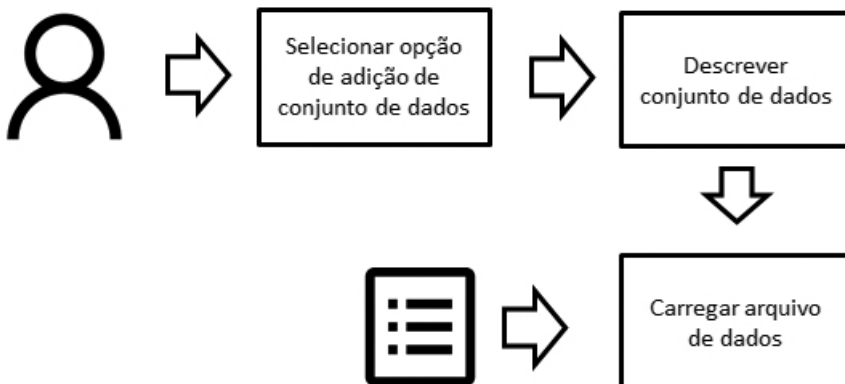 Selecionar opção
de adição de
conjunto de dados
Descrever
conjunto de dados
Carregar arquivo
de dados